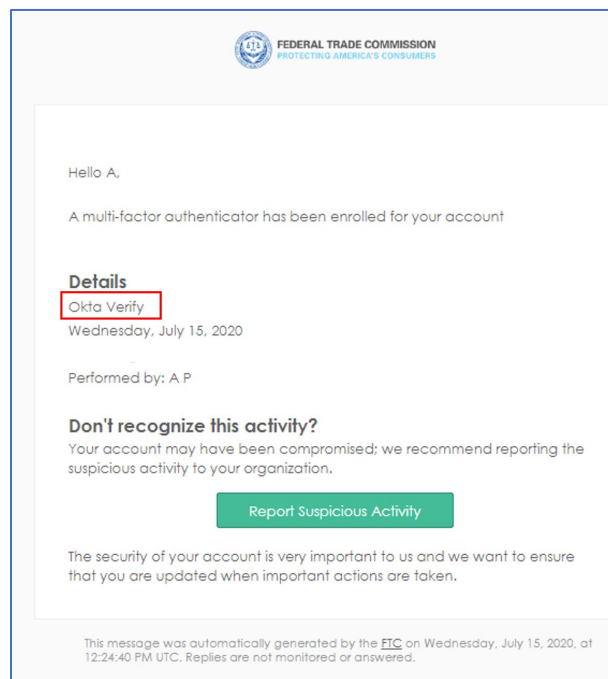 FEDERAL TRADE COMMISSION
PROTECTING AMERICA'S CONSUMERS
Hello A,
A multi-factor authenticator has been enrolled for your account
Details
Okta Verify
Wednesday, July 15, 2020
Performed by: A P
Don't recognize this activity?
Your account may have been compromised; we recommend reporting the
suspicious activity to your organization.
Report Suspicious Activity
The security of your account is very important to us and we want to ensure
that you are updated when important actions are taken.
This message was automatically generated by the FTC on Wednesday, July 15, 2020, at
12:24:40 PM UTC. Replies are not monitored or answered.